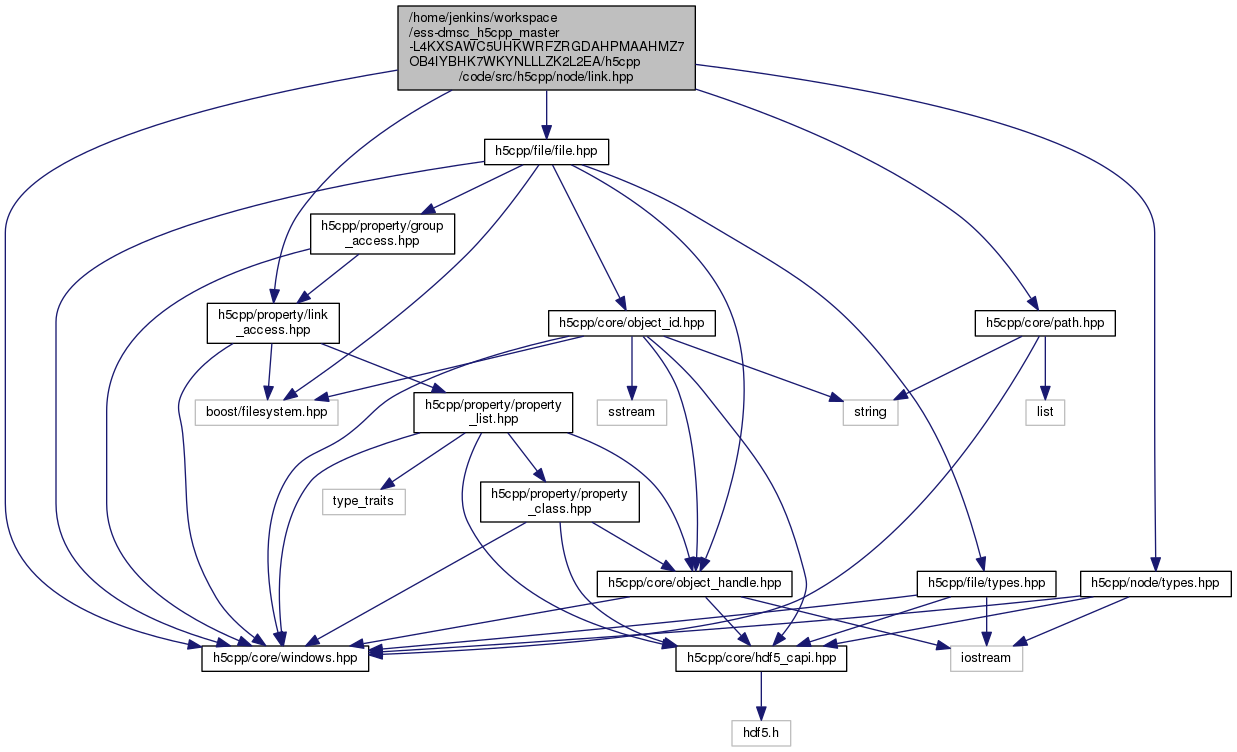 /home/jenkins/workspace
/ess-dmsc_h5cpp_master
-L4KXSAWC5UHKWRFZRGDAHPMAAHMZ7
OB4IYBHK7WKYNLLLZK2L2EA/h5cpp
/code/src/h5cpp/node/link.hpp
h5cpp/file/file.hpp
h5cpp/property/group
_access.hpp
h5cpp/property/link
_access.hpp
h5cpp/core/object_id.hpp
h5cpp/core/path.hpp
boost/filesystem.hpp
h5cpp/property/property
_list.hpp
sstream
string
list
type_traits
h5cpp/property/property
_class.hpp
h5cpp/core/object_handle.hpp
h5cpp/file/types.hpp
h5cpp/node/types.hpp
h5cpp/core/windows.hpp
h5cpp/core/hdf5_capi.hpp
iostream
hdf5.h